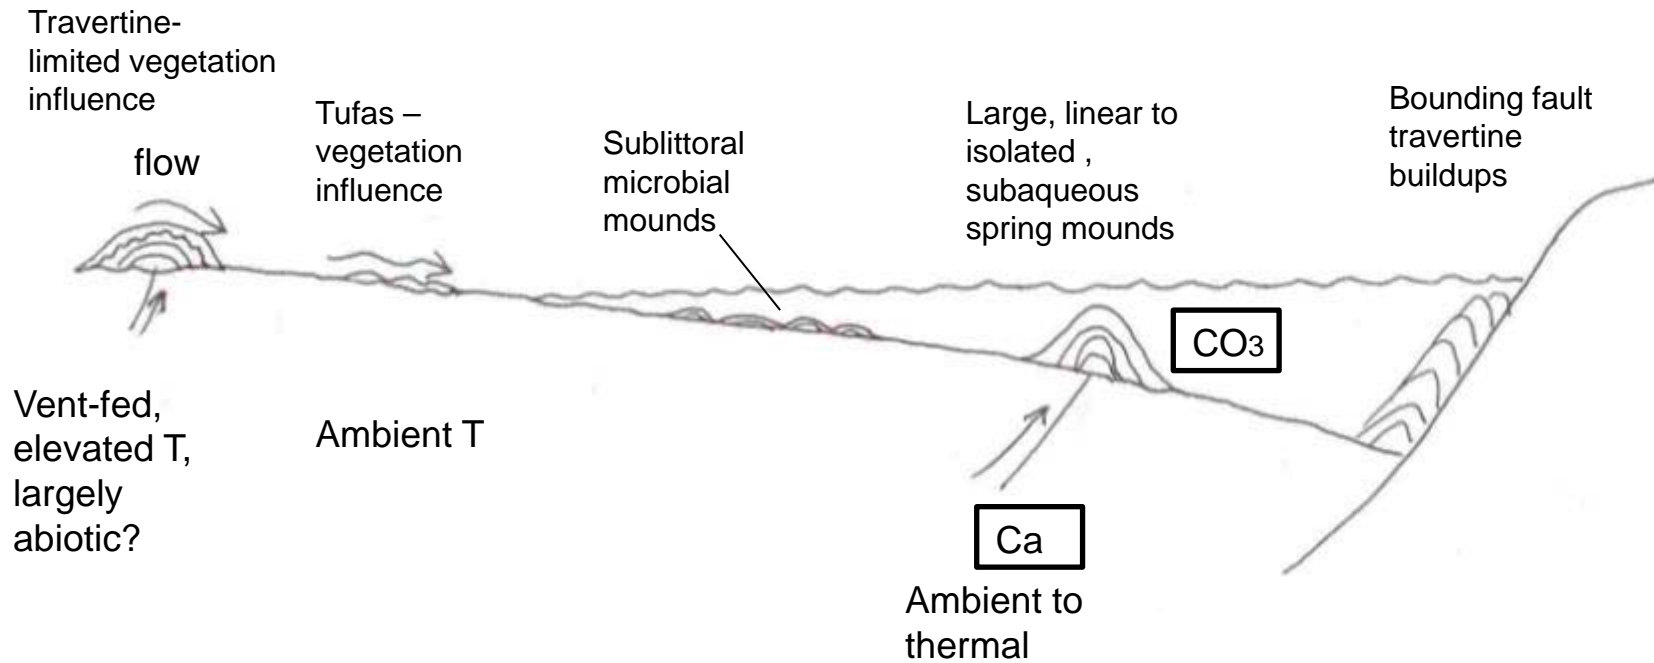 Travertine-
limited vegetation
influence
flow
Tufas –
vegetation
influence
Sublittoral
microbial
mounds
Large, linear to
isolated ,
subaqueous
spring mounds
Bounding fault
travertine
buildups
CO3
Vent-fed,
elevated T,
largely
abiotic?
Ambient T
Ca
Ambient to
thermal